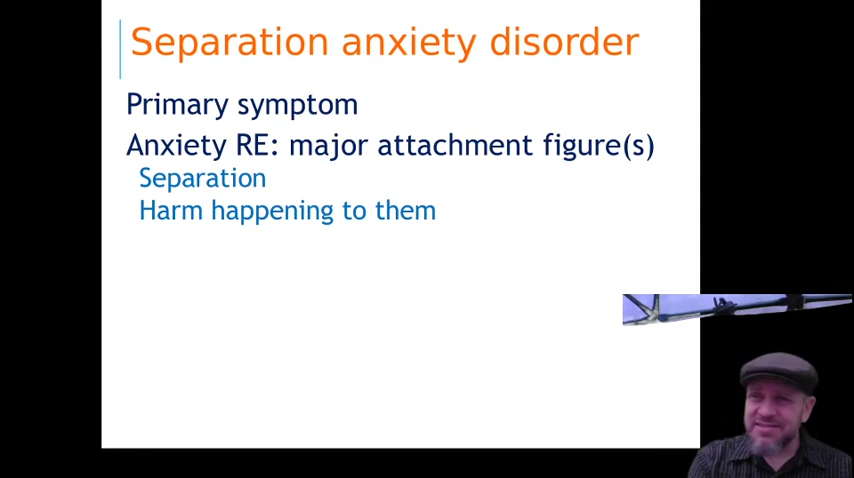 Separation anxiety disorder
Primary symptom
Anxiety RE: major attachment figure(s)
Separation
Harm happening to them